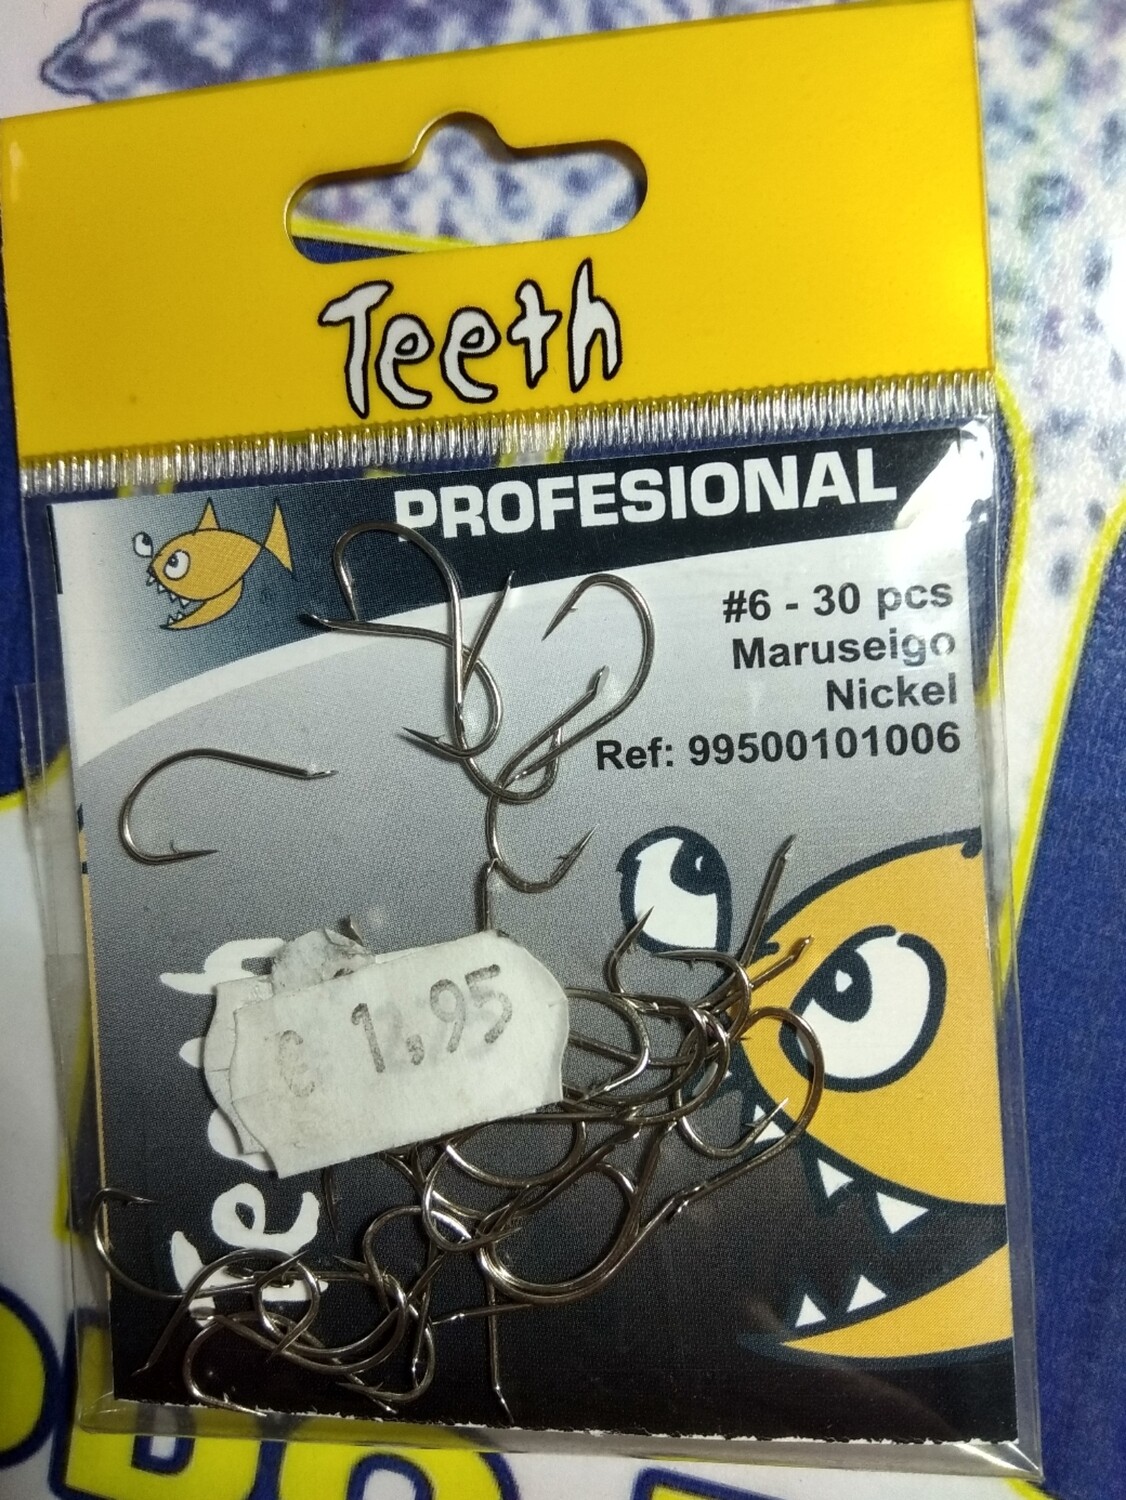 Teeth
PROFESIONAL
#6 - 30 pcs
Maruseigo
Nickel
Ref: 99500101006
€ 1,95